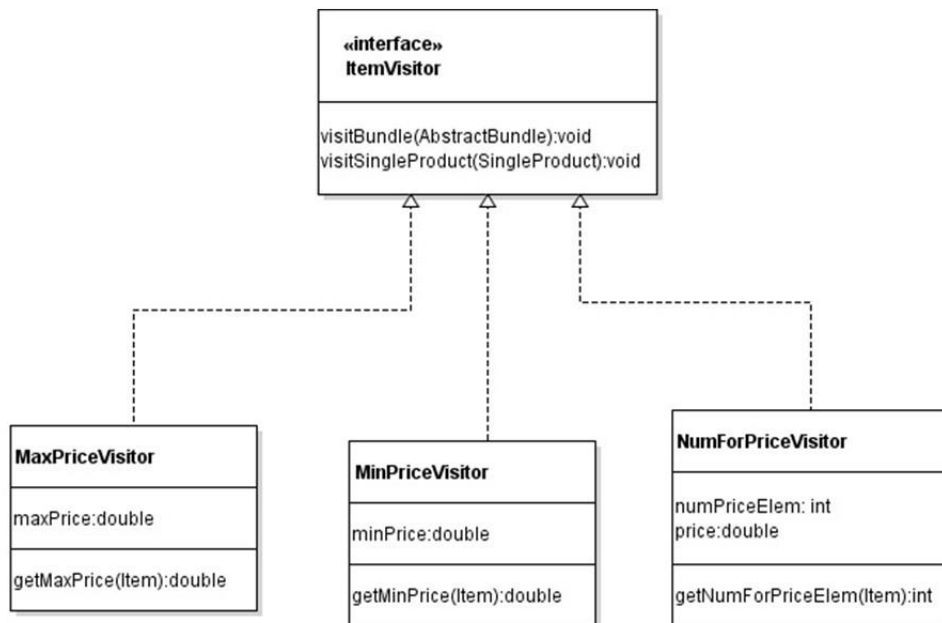 «interface»
ItemVisitor
visitBundle(AbstractBundle):void
visitSingleProduct(SingleProduct):void
MaxPriceVisitor
maxPrice:double
getMaxPrice(Item):double
MinPriceVisitor
minPrice:double
getMinPrice(Item):double
NumForPriceVisitor
numPriceElem: int
price:double
getNumForPriceElem(Item):int